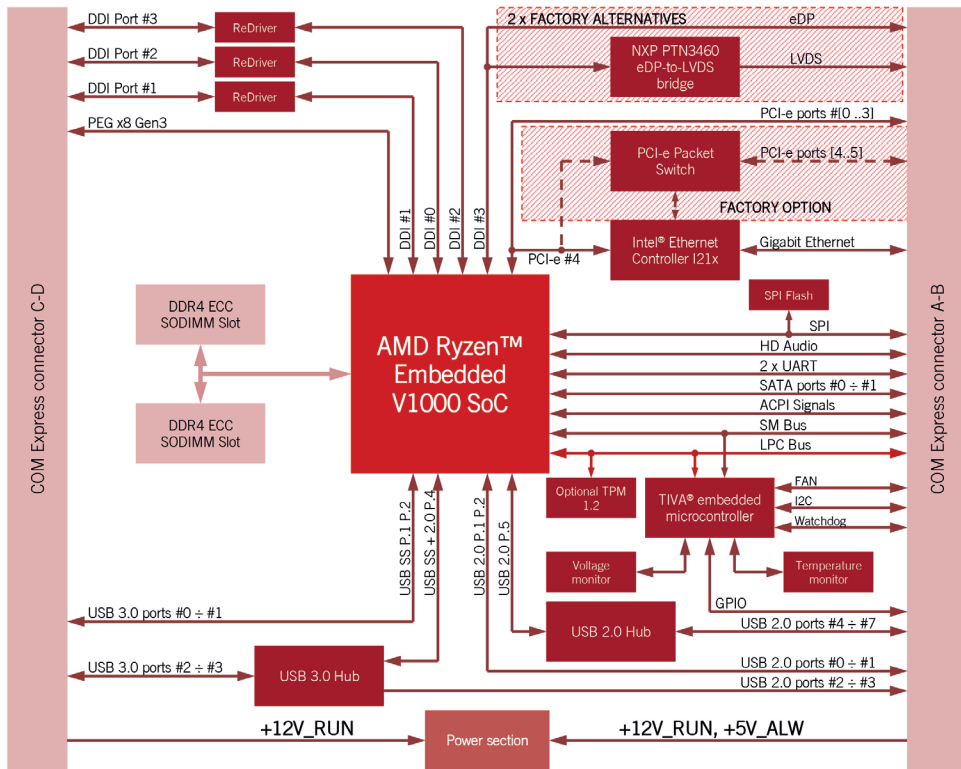 DDI Port #3
ReDriver
DDI Port #2
ReDriver
DDI Port #1
ReDriver
PEG x8 Gen3
2 x FACTORY ALTERNATIVES
eDP
NXP PTN3460
eDP-to-LVDS
bridge
LVDS
PCI-e ports #[0 ..3]
PCI-e Packet
Switch
PCI-e ports [4..5]
FACTORY OPTION
DDI #1
DDI #0
DDI #2
DDI #3
PCI-e #4
Intel® Ethernet
Controller I21x
Gigabit Ethernet
COM Express connector C-D
COM Express connector A-B
DDR4 ECC
SODIMM Slot
DDR4 ECC
SODIMM Slot
AMD Ryzen™
Embedded
V1000 SoC
SPI Flash
SPI
HD Audio
2 x UART
SATA ports #0 ÷ #1
ACPI Signals
SM Bus
LPC Bus
Optional TPM
1.2
TIVA® embedded
microcontroller
FAN
I2C
Watchdog
Voltage
monitor
Temperature
monitor
GPIO
USB SS P.1 P.2
USB SS + 2.0 P.4
USB 2.0 P.1 P.2
USB 2.0 P.5
USB 3.0 ports #0 ÷ #1
USB 2.0 Hub
USB 2.0 ports #4 ÷ #7
USB 3.0 ports #2 ÷ #3
USB 3.0 Hub
USB 2.0 ports #0 ÷ #1
USB 2.0 ports #2 ÷ #3
+12V_RUN
Power section
+12V_RUN, +5V_ALW